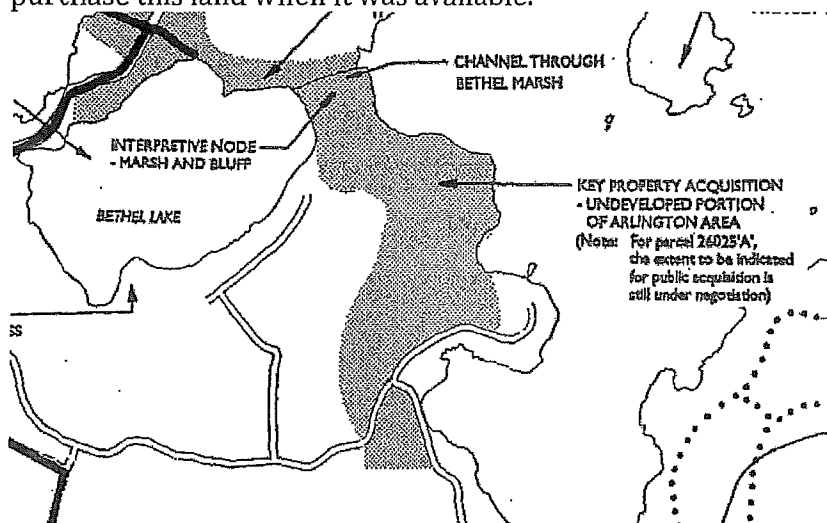 purchase this land when it was available.
CHANNEL THROUGH
BETHEL MARSH
INTERPRETIVE NODE
- MARSH AND BLUFF
BETHEL LAKE
KEY PROPERTY ACQUISITION
- UNDEVELOPED PORTION
OF ARLINGTON AREA
(Note: For parcel 26025'A',
the extent to be indicated
for public acquisition is
still under negotiation)
SS